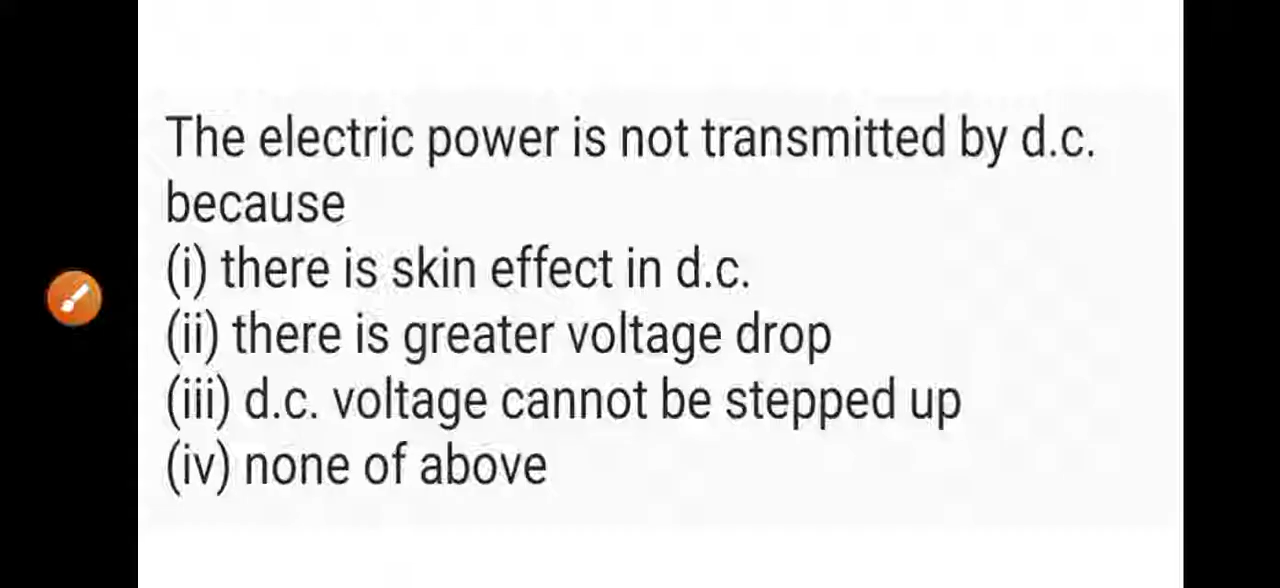 The electric power is not transmitted by d.c.
because
(i) there is skin effect in d.c.
(ii) there is greater voltage drop
(iii) d.c. voltage cannot be stepped up
(iv) none of above